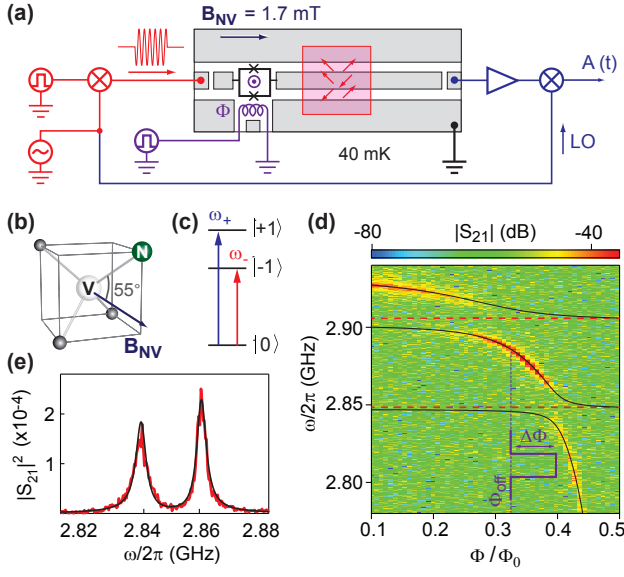 (a)
B_NV = 1.7 mT
A (t)
Φ
40 mK
LO
(b)
N
V
55°
B_NV
(c)
ω+
ω-
|+1⟩
|-1⟩
|0⟩
(d)
|S21| (dB)
-80
-40
2.90
2.85
2.80
ω/2π (GHz)
ΔΦ
Φoff
0.1
0.2
0.3
0.4
0.5
Φ / Φ0
(e)
|S21|² (x10⁻⁴)
2
1
2.82
2.84
2.86
2.88
ω/2π (GHz)